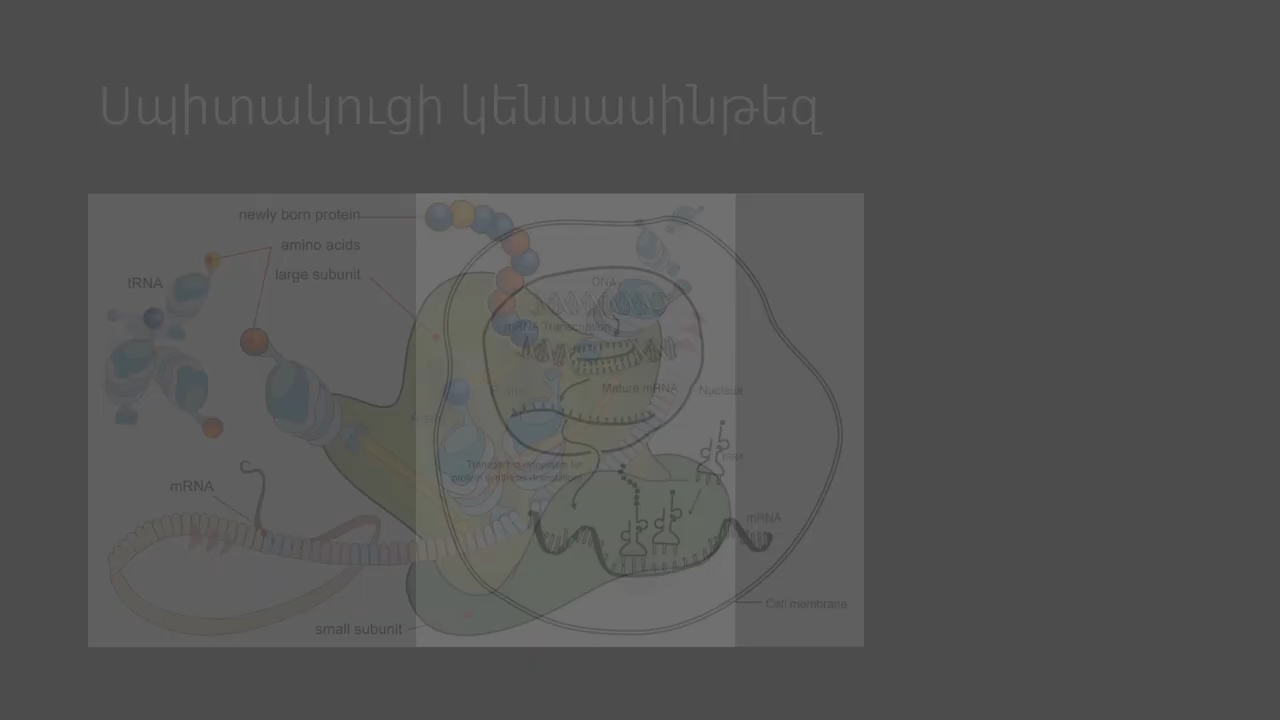 Սպիտակուցի կենսասինթեզ
newly born protein
amino acids
large subunit
tRNA
DNA
mRNA Transcription
Mature mRNA
Nucleus
mRNA
mRNA
Cell membrane
small subunit